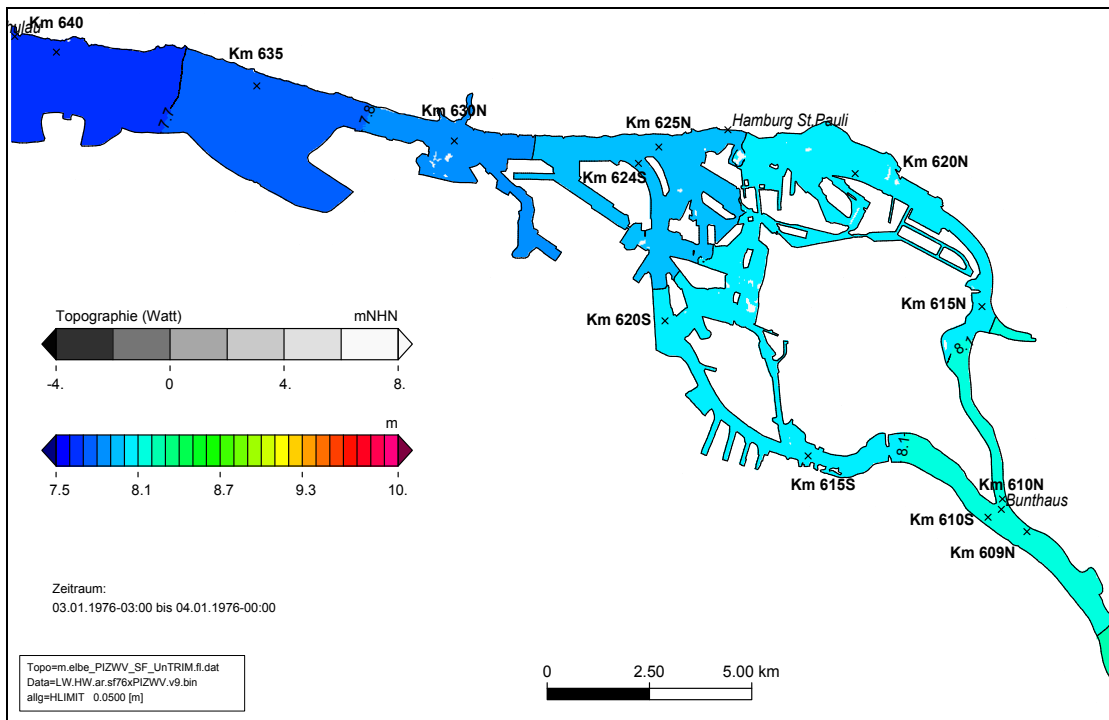 Km 640
hulau
Km 635
7.7
7.8
Km 630N
Km 625N
Hamburg St.Pauli
Km 624S
Km 620N
Km 615N
8.1
Km 620S
Topographie (Watt) mNHN
-4. 0 4. 8.
m
7.5 8.1 8.7 9.3 10.
8.1
Km 615S
Km 610N
Bunthaus
Km 610S
Km 609N
Zeitraum:
03.01.1976-03:00 bis 04.01.1976-00:00
Topo=m.elbe_PIZWV_SF_UnTRIM.fl.dat
Data=LW.HW.ar.sf76xPIZWV.v9.bin
allg=HLIMIT 0.0500 [m]
0 2.50 5.00 km